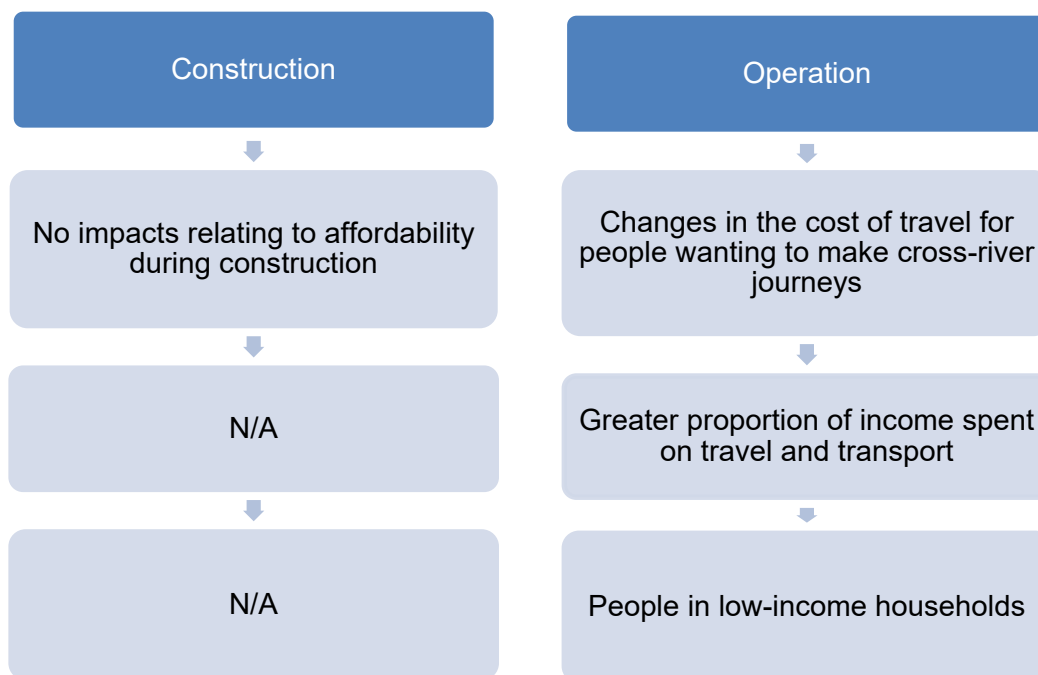 Construction
No impacts relating to affordability
during construction
N/A
N/A
Operation
Changes in the cost of travel for
people wanting to make cross-river
journeys
Greater proportion of income spent
on travel and transport
People in low-income households